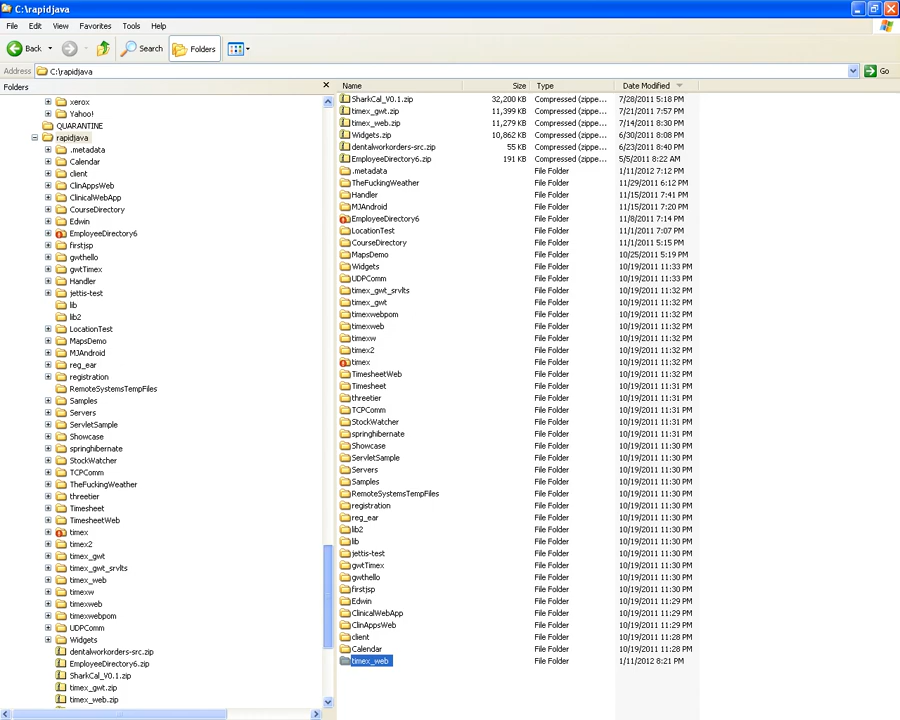 C:\rapidjava
File Edit View Favorites Tools Help
Back Search Folders
Address C:\rapidjava Go
Folders
xerox
Yahoo!
QUARANTINE
rapidjava
.metadata
Calendar
client
ClinAppsWeb
ClinicalWebApp
CourseDirectory
Edwin
EmployeeDirectory6
firstjsp
gwthello
gwtTimex
Handler
jettis-test
lib
lib2
LocationTest
MapsDemo
MJAndroid
reg_ear
registration
RemoteSystemsTempFiles
Samples
Servers
ServletSample
Showcase
springhibernate
StockWatcher
TCPComm
TheFuckingWeather
threetier
Timesheet
TimesheetWeb
timex
timex2
timex_gwt
timex_gwt_srvlts
timex_web
timexw
timexweb
timexwebpom
UDPComm
Widgets
dentalworkorders-src.zip
EmployeeDirectory6.zip
SharkCal_V0.1.zip
timex_gwt.zip
timex_web.zip
Name Size Type Date Modified
SharkCal_V0.1.zip 32,200 KB Compressed (zippe... 7/28/2011 5:18 PM
timex_gwt.zip 11,399 KB Compressed (zippe... 7/21/2011 7:57 PM
timex_web.zip 11,279 KB Compressed (zippe... 7/14/2011 8:30 PM
Widgets.zip 10,862 KB Compressed (zippe... 6/30/2011 8:08 PM
dentalworkorders-src.zip 55 KB Compressed (zippe... 6/23/2011 8:40 PM
EmployeeDirectory6.zip 191 KB Compressed (zippe... 5/5/2011 8:22 AM
.metadata File Folder 1/11/2012 7:12 PM
TheFuckingWeather File Folder 11/29/2011 6:12 PM
Handler File Folder 11/15/2011 7:41 PM
MJAndroid File Folder 11/15/2011 7:20 PM
EmployeeDirectory6 File Folder 11/8/2011 7:14 PM
LocationTest File Folder 11/1/2011 7:07 PM
CourseDirectory File Folder 11/1/2011 5:15 PM
MapsDemo File Folder 10/25/2011 5:19 PM
Widgets File Folder 10/19/2011 11:33 PM
UDPComm File Folder 10/19/2011 11:33 PM
timex_gwt_srvlts File Folder 10/19/2011 11:33 PM
timex_gwt File Folder 10/19/2011 11:32 PM
timexwebpom File Folder 10/19/2011 11:32 PM
timexweb File Folder 10/19/2011 11:32 PM
timexw File Folder 10/19/2011 11:32 PM
timex2 File Folder 10/19/2011 11:32 PM
timex File Folder 10/19/2011 11:32 PM
TimesheetWeb File Folder 10/19/2011 11:32 PM
Timesheet File Folder 10/19/2011 11:31 PM
threetier File Folder 10/19/2011 11:31 PM
TCPComm File Folder 10/19/2011 11:31 PM
StockWatcher File Folder 10/19/2011 11:31 PM
springhibernate File Folder 10/19/2011 11:31 PM
Showcase File Folder 10/19/2011 11:31 PM
ServletSample File Folder 10/19/2011 11:30 PM
Servers File Folder 10/19/2011 11:30 PM
Samples File Folder 10/19/2011 11:30 PM
RemoteSystemsTempFiles File Folder 10/19/2011 11:30 PM
registration File Folder 10/19/2011 11:30 PM
reg_ear File Folder 10/19/2011 11:30 PM
lib2 File Folder 10/19/2011 11:30 PM
lib File Folder 10/19/2011 11:30 PM
jettis-test File Folder 10/19/2011 11:30 PM
gwtTimex File Folder 10/19/2011 11:30 PM
gwthello File Folder 10/19/2011 11:30 PM
firstjsp File Folder 10/19/2011 11:30 PM
Edwin File Folder 10/19/2011 11:29 PM
ClinicalWebApp File Folder 10/19/2011 11:29 PM
ClinAppsWeb File Folder 10/19/2011 11:29 PM
client File Folder 10/19/2011 11:28 PM
Calendar File Folder 10/19/2011 11:28 PM
timex_web File Folder 1/11/2012 8:21 PM